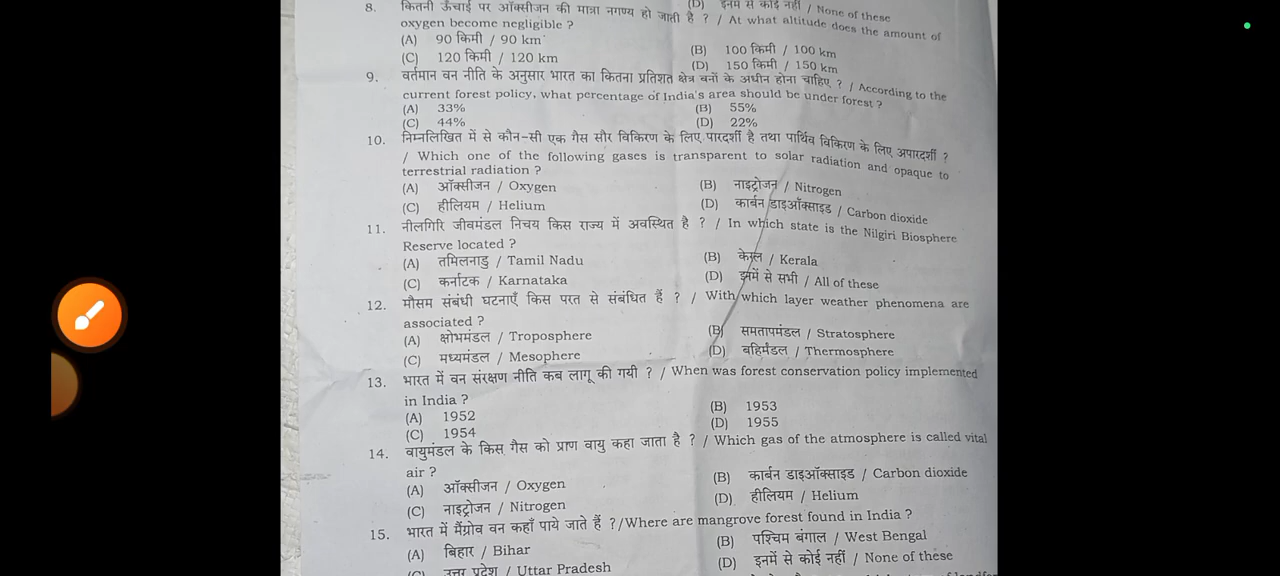 (D) इनमें से कोई नहीं / None of these
8. कितनी ऊँचाई पर ऑक्सीजन की मात्रा नगण्य हो जाती है ? / At what altitude does the amount of
oxygen become negligible ?
(A) 90 किमी / 90 km
(B) 100 किमी / 100 km
(C) 120 किमी / 120 km
(D) 150 किमी / 150 km
9. वर्तमान वन नीति के अनुसार भारत का कितना प्रतिशत क्षेत्र वनों के अधीन होना चाहिए ? / According to the
current forest policy, what percentage of India's area should be under forest ?
(A) 33%
(B) 55%
(C) 44%
(D) 22%
10. निम्नलिखित में से कौन-सी एक गैस सौर विकिरण के लिए पारदर्शी है तथा पार्थिव विकिरण के लिए अपारदर्शी ?
/ Which one of the following gases is transparent to solar radiation and opaque to
terrestrial radiation ?
(A) ऑक्सीजन / Oxygen
(B) नाइट्रोजन / Nitrogen
(C) हीलियम / Helium
(D) कार्बन डाइऑक्साइड / Carbon dioxide
11. नीलगिरि जीवमंडल निचय किस राज्य में अवस्थित है ? / In which state is the Nilgiri Biosphere
Reserve located ?
(A) तमिलनाडु / Tamil Nadu
(B) केरल / Kerala
(C) कर्नाटक / Karnataka
(D) इनमें से सभी / All of these
12. मौसम संबंधी घटनाएँ किस परत से संबंधित हैं ? / With which layer weather phenomena are
associated ?
(A) क्षोभमंडल / Troposphere
(B) समतापमंडल / Stratosphere
(C) मध्यमंडल / Mesosphere
(D) बहिर्मंडल / Thermosphere
13. भारत में वन संरक्षण नीति कब लागू की गयी ? / When was forest conservation policy implemented
in India ?
(A) 1952
(B) 1953
(C) 1954
(D) 1955
14. वायुमंडल के किस गैस को प्राण वायु कहा जाता है ? / Which gas of the atmosphere is called vital
air ?
(A) ऑक्सीजन / Oxygen
(B) कार्बन डाइऑक्साइड / Carbon dioxide
(C) नाइट्रोजन / Nitrogen
(D) हीलियम / Helium
15. भारत में मैंग्रोव वन कहाँ पाये जाते हैं ?/Where are mangrove forest found in India ?
(A) बिहार / Bihar
(B) पश्चिम बंगाल / West Bengal
(C) उत्तर प्रदेश / Uttar Pradesh
(D) इनमें से कोई नहीं / None of these